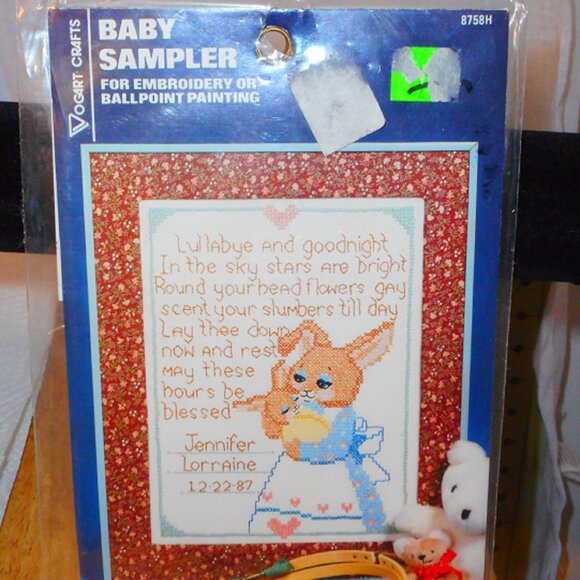 VOGART CRAFTS
BABY
SAMPLER
FOR EMBROIDERY OR
BALLPOINT PAINTING
8758H
Lullabye and goodnight
In the sky stars are bright
Round your head flowers gay
scent your slumbers till day
Lay thee down
now and rest
may these
hours be
blessed
Jennifer
Lorraine
12-22-87